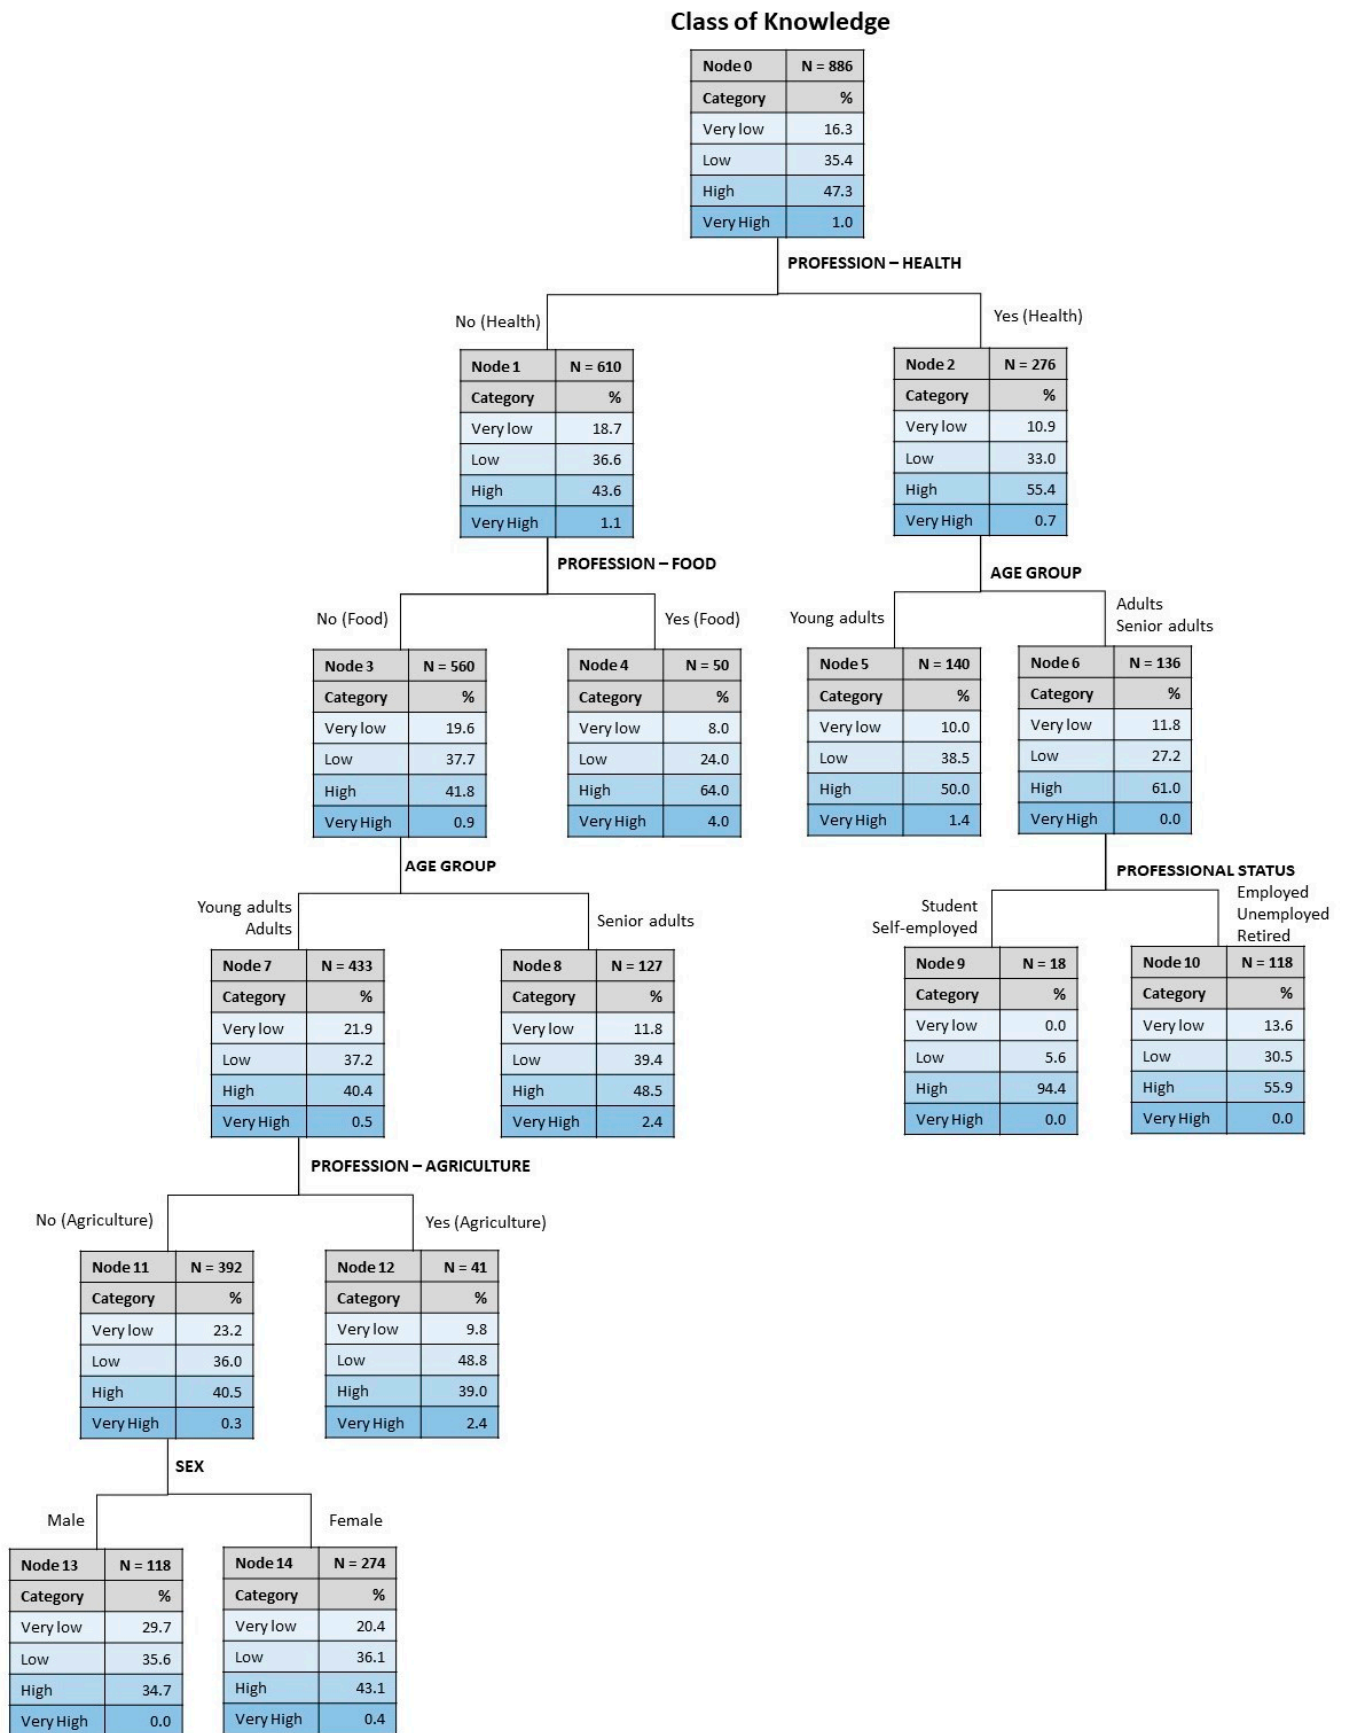 Class of Knowledge
Node 0 N = 886
Category %
Very low 16.3
Low 35.4
High 47.3
Very High 1.0
PROFESSION – HEALTH
No (Health)
Yes (Health)
Node 1 N = 610
Category %
Very low 18.7
Low 36.6
High 43.6
Very High 1.1
Node 2 N = 276
Category %
Very low 10.9
Low 33.0
High 55.4
Very High 0.7
PROFESSION – FOOD
AGE GROUP
No (Food)
Yes (Food)
Young adults
Adults
Senior adults
Node 3 N = 560
Category %
Very low 19.6
Low 37.7
High 41.8
Very High 0.9
Node 4 N = 50
Category %
Very low 8.0
Low 24.0
High 64.0
Very High 4.0
Node 5 N = 140
Category %
Very low 10.0
Low 38.5
High 50.0
Very High 1.4
Node 6 N = 136
Category %
Very low 11.8
Low 27.2
High 61.0
Very High 0.0
AGE GROUP
PROFESSIONAL STATUS
Young adults
Adults
Senior adults
Student
Self-employed
Employed
Unemployed
Retired
Node 7 N = 433
Category %
Very low 21.9
Low 37.2
High 40.4
Very High 0.5
Node 8 N = 127
Category %
Very low 11.8
Low 39.4
High 48.5
Very High 2.4
Node 9 N = 18
Category %
Very low 0.0
Low 5.6
High 94.4
Very High 0.0
Node 10 N = 118
Category %
Very low 13.6
Low 30.5
High 55.9
Very High 0.0
PROFESSION – AGRICULTURE
No (Agriculture)
Yes (Agriculture)
Node 11 N = 392
Category %
Very low 23.2
Low 36.0
High 40.5
Very High 0.3
Node 12 N = 41
Category %
Very low 9.8
Low 48.8
High 39.0
Very High 2.4
SEX
Male
Female
Node 13 N = 118
Category %
Very low 29.7
Low 35.6
High 34.7
Very High 0.0
Node 14 N = 274
Category %
Very low 20.4
Low 36.1
High 43.1
Very High 0.4